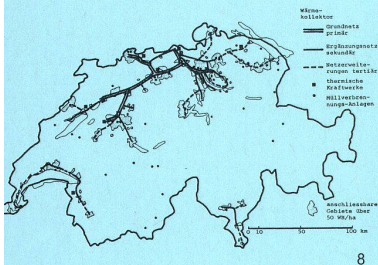 Wärme-
kollektor
Grundnetz
primär
Ergänzungsnetz
sekundär
Netzerweite-
rungen tertiär
thermische
Kraftwerke
Müllverbren-
nungs-Anlagen
anschliessbare
Gebiete über
50 MW/ha
0 10 50 100 km
8